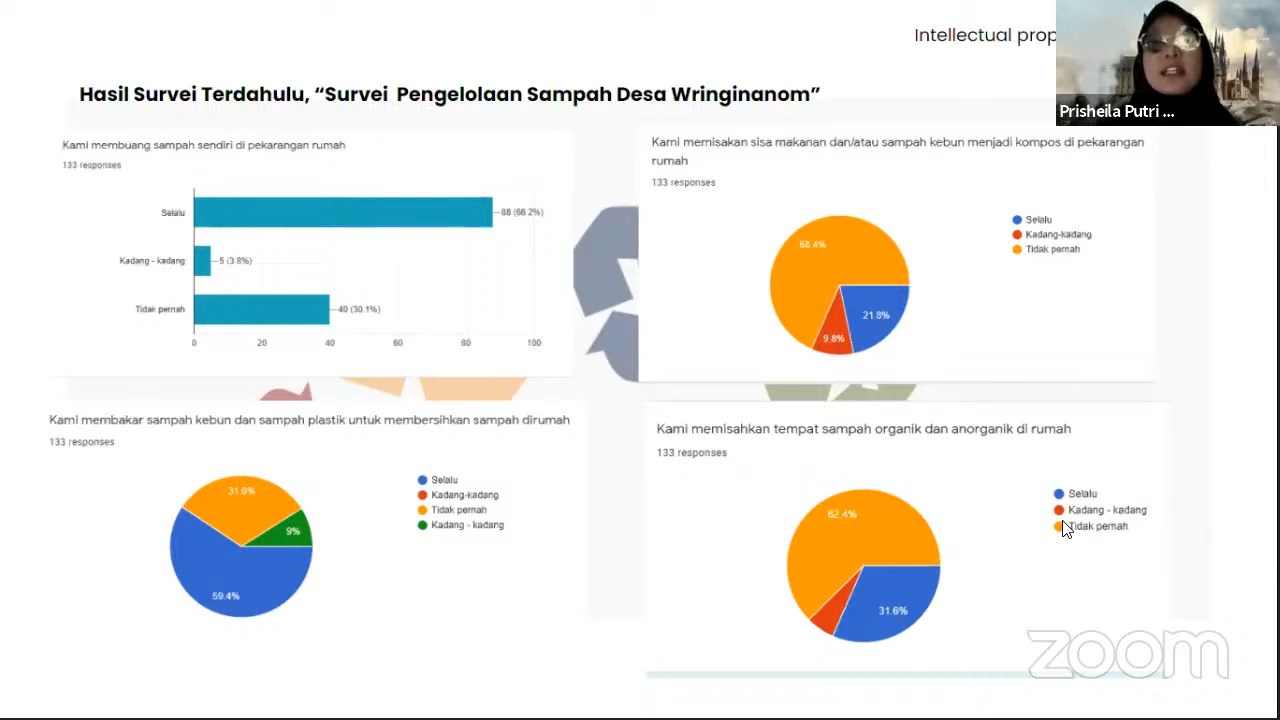 Intellectual prop
Prisheila Putri ...
Hasil Survei Terdahulu, “Survei Pengelolaan Sampah Desa Wringinanom”
Kami membuang sampah sendiri di pekarangan rumah
133 responses
Selalu
88 (66.2%)
Kadang - kadang
5 (3.8%)
Tidak pernah
40 (30.1%)
0 20 40 60 80 100
Kami memisakan sisa makanan dan/atau sampah kebun menjadi kompos di pekarangan
rumah
133 responses
68.4%
9.8%
21.8%
Selalu
Kadang-kadang
Tidak pernah
Kami membakar sampah kebun dan sampah plastik untuk membersihkan sampah dirumah
133 responses
31.6%
9%
59.4%
Selalu
Kadang-kadang
Tidak pernah
Kadang - kadang
Kami memisahkan tempat sampah organik dan anorganik di rumah
133 responses
62.4%
31.6%
Selalu
Kadang - kadang
Tidak pernah
zoom